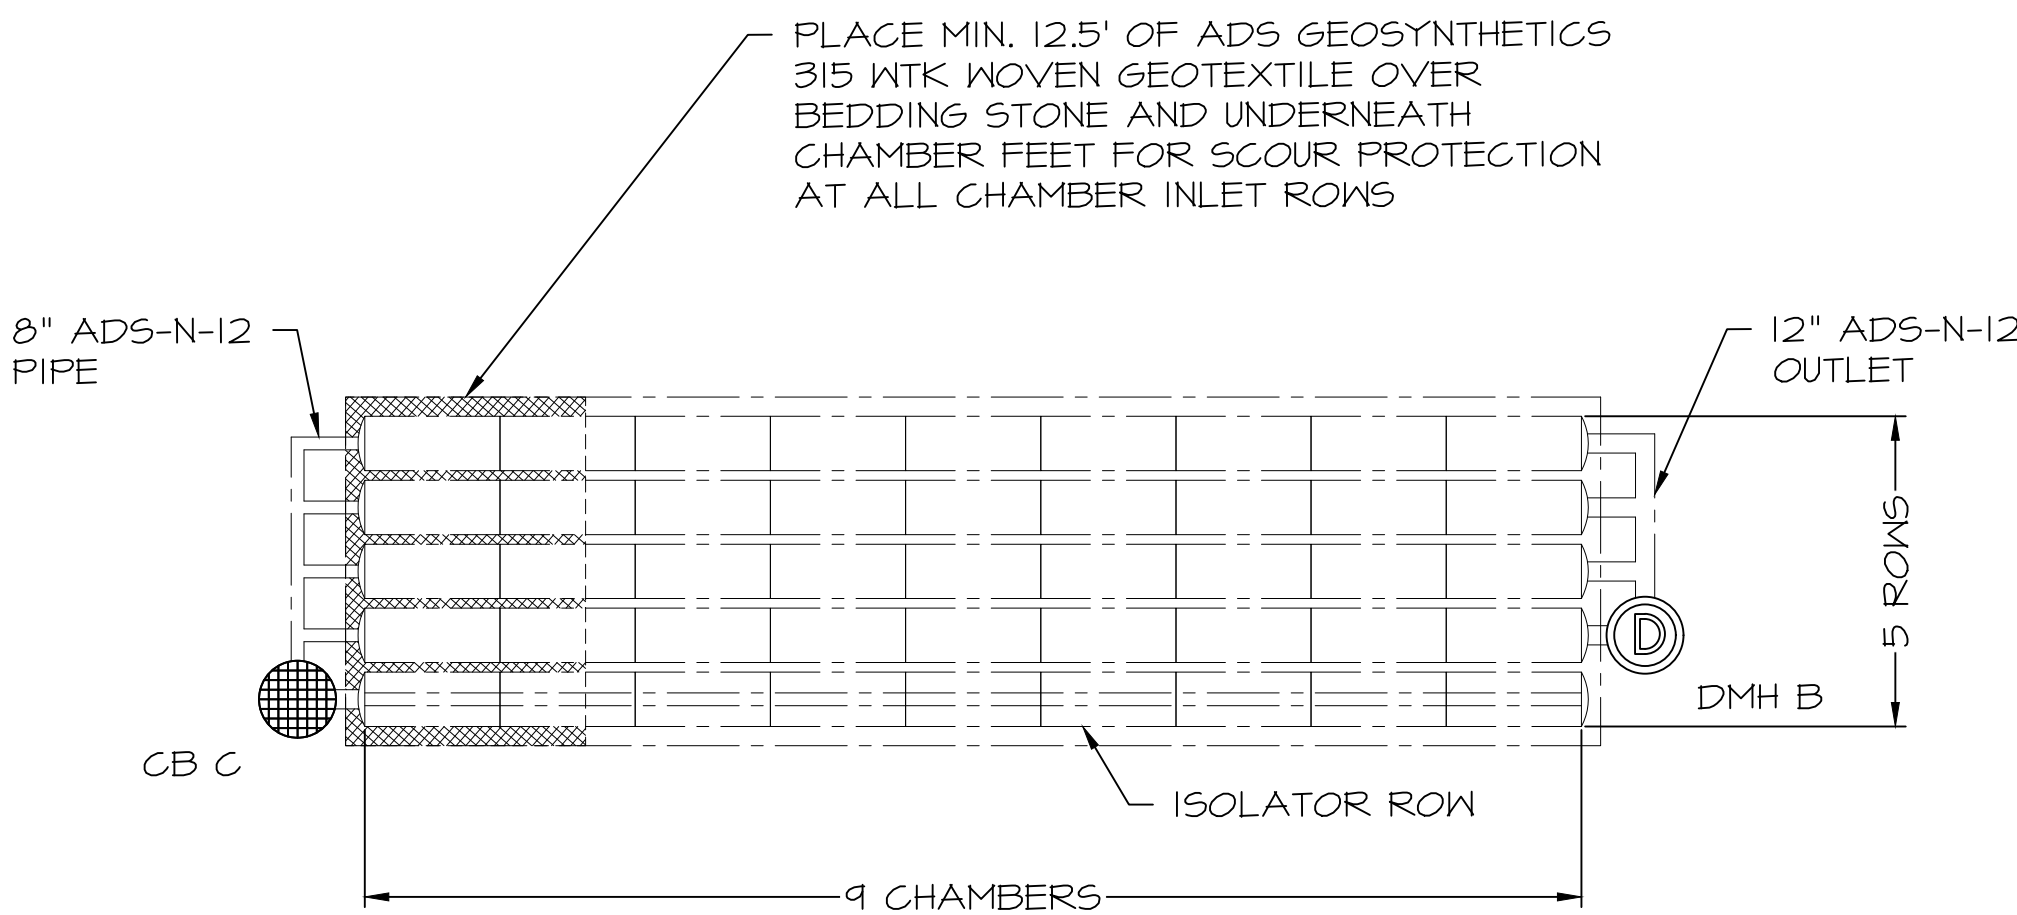 PLACE MIN. 12.5' OF ADS GEOSYNTHETICS
315 WTK WOVEN GEOTEXTILE OVER
BEDDING STONE AND UNDERNEATH
CHAMBER FEET FOR SCOUR PROTECTION
AT ALL CHAMBER INLET ROWS
8" ADS-N-12
PIPE
12" ADS-N-12
OUTLET
5 ROWS
D
DMH B
CB C
ISOLATOR ROW
9 CHAMBERS